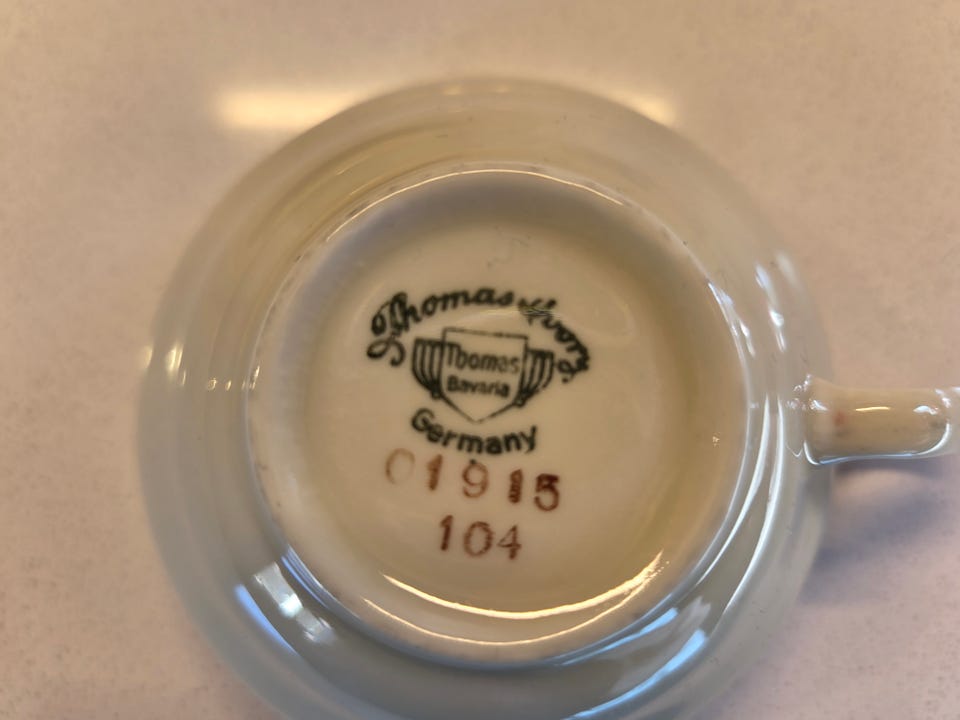 Thomas Ivory
Thomas
Bavaria
Germany
01915
104